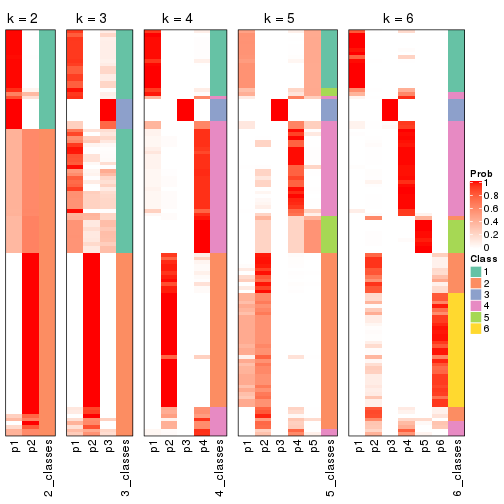 k = 2
k = 3
k = 4
k = 5
k = 6
p1
p2
2_classes
p1
p2
p3
3_classes
p1
p2
p3
p4
4_classes
p1
p2
p3
p4
p5
5_classes
p1
p2
p3
p4
p5
p6
6_classes
Prob
1
0.8
0.6
0.4
0.2
0
Class
1
2
3
4
5
6